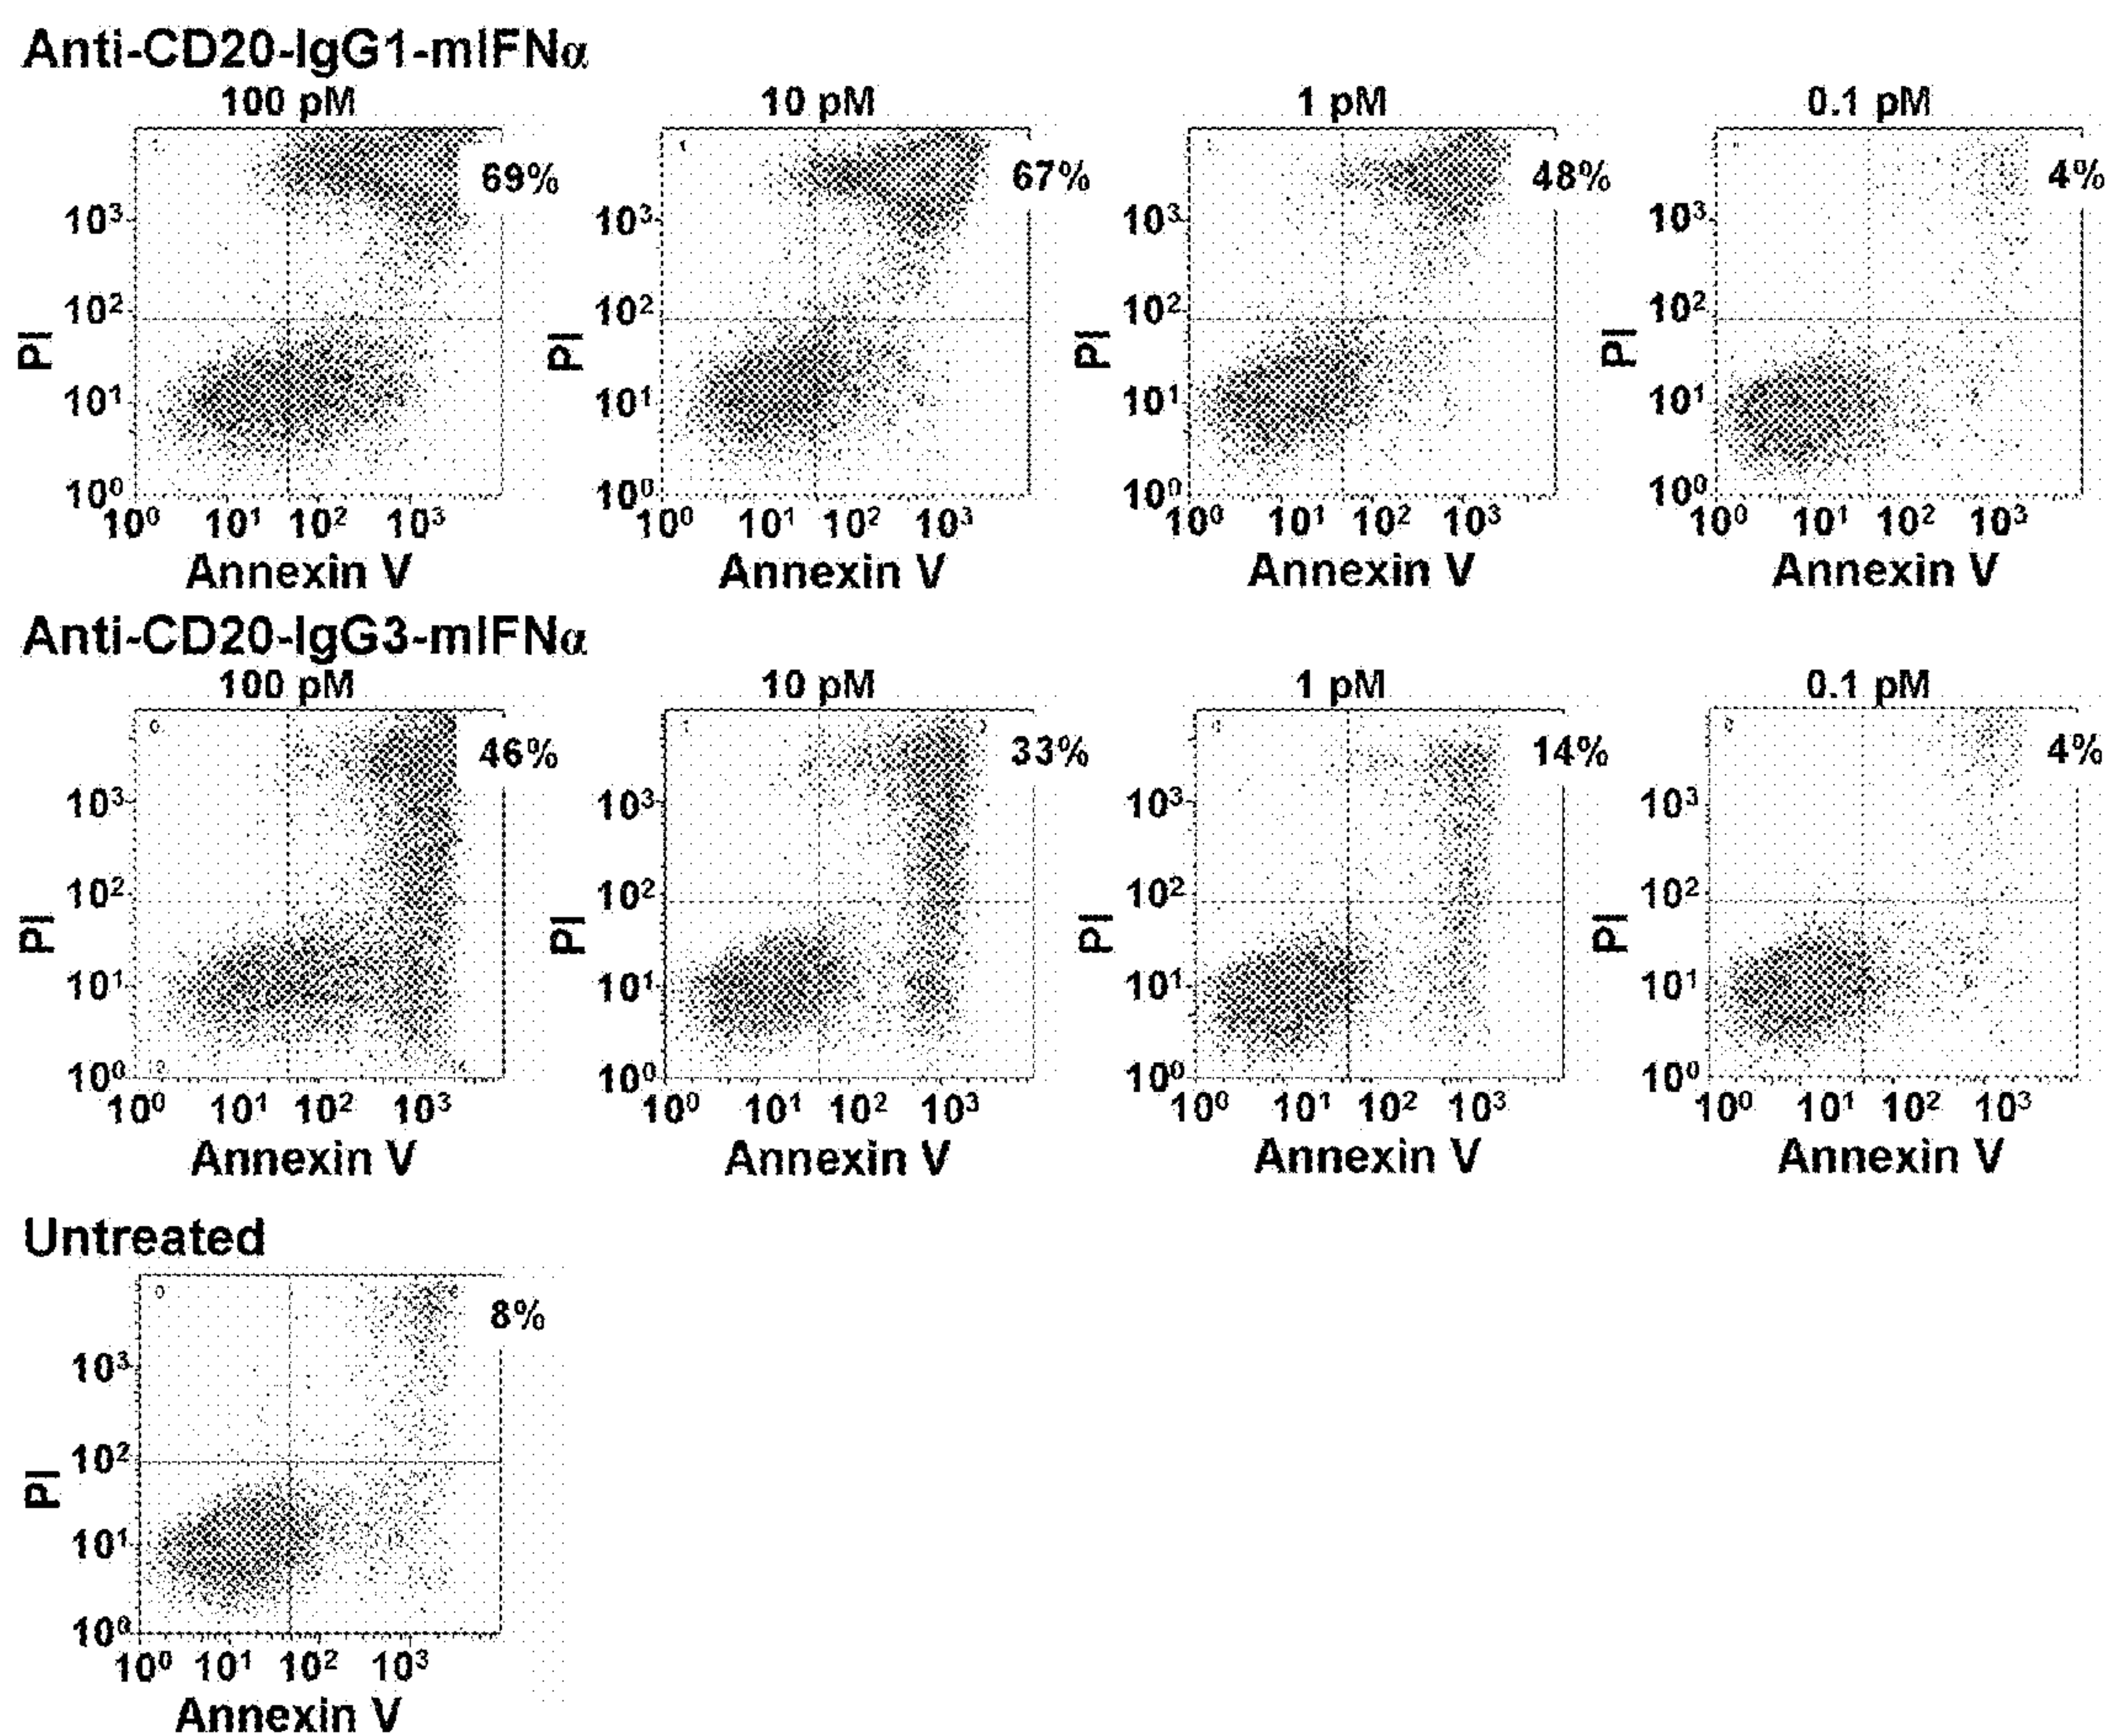 Anti-CD20-IgG1-mIFNα
100 pM 10 pM 1 pM 0.1 pM
69% 67% 48% 4%
10³ 10³ 10³ 10³
10² 10² 10² 10²
PI PI PI PI
10¹ 10¹ 10¹ 10¹
10⁰ 10⁰ 10⁰ 10⁰
10⁰ 10¹ 10² 10³ 10⁰ 10¹ 10² 10³ 10⁰ 10¹ 10² 10³ 10⁰ 10¹ 10² 10³
Annexin V Annexin V Annexin V Annexin V
Anti-CD20-IgG3-mIFNα
100 pM 10 pM 1 pM 0.1 pM
46% 33% 14% 4%
10³ 10³ 10³ 10³
10² 10² 10² 10²
PI PI PI PI
10¹ 10¹ 10¹ 10¹
10⁰ 10⁰ 10⁰ 10⁰
10⁰ 10¹ 10² 10³ 10⁰ 10¹ 10² 10³ 10⁰ 10¹ 10² 10³ 10⁰ 10¹ 10² 10³
Annexin V Annexin V Annexin V Annexin V
Untreated
8%
10³
10²
PI
10¹
10⁰
10⁰ 10¹ 10² 10³
Annexin V